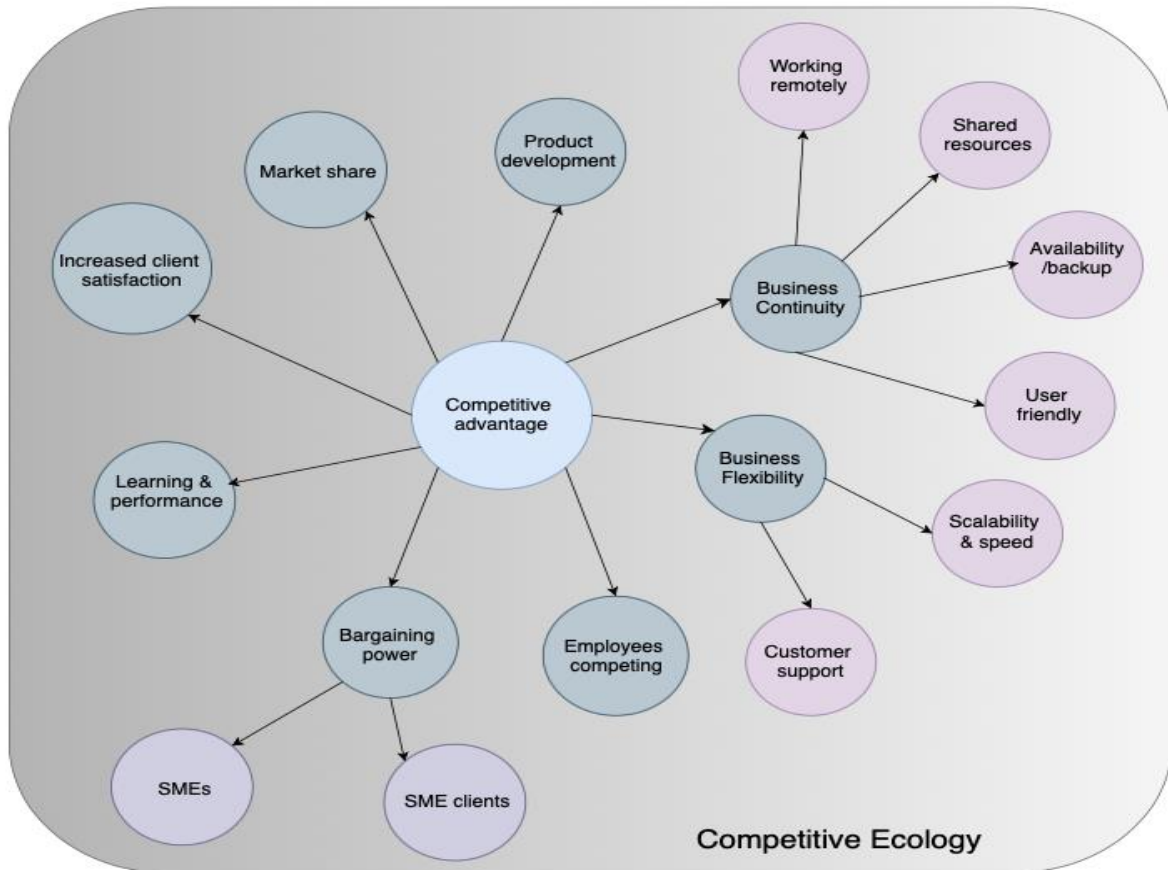 Working
remotely
Shared
resources
Product
development
Market share
Availability
/backup
Increased client
satisfaction
Business
Continuity
User
friendly
Competitive
advantage
Business
Flexibility
Learning &
performance
Scalability
& speed
Bargaining
power
Employees
competing
Customer
support
SMEs
SME clients
Competitive Ecology